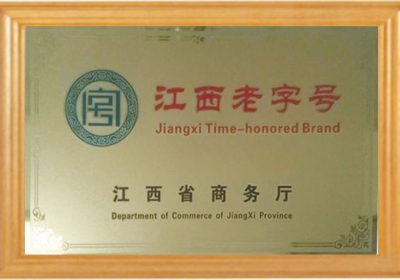 江西老字号
Jiangxi Time-honored Brand
江西省商务厅
Department of Commerce of JiangXi Province